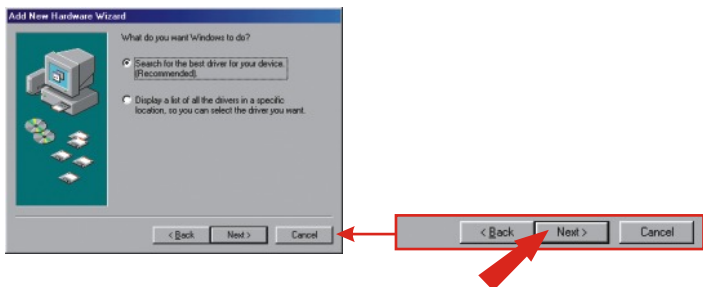 Add New Hardware Wizard
What do you want Windows to do?
Search for the best driver for your device.
(Recommended).
Display a list of all the drivers in a specific
location, so you can select the driver you want.
< Back Next > Cancel
< Back Next > Cancel